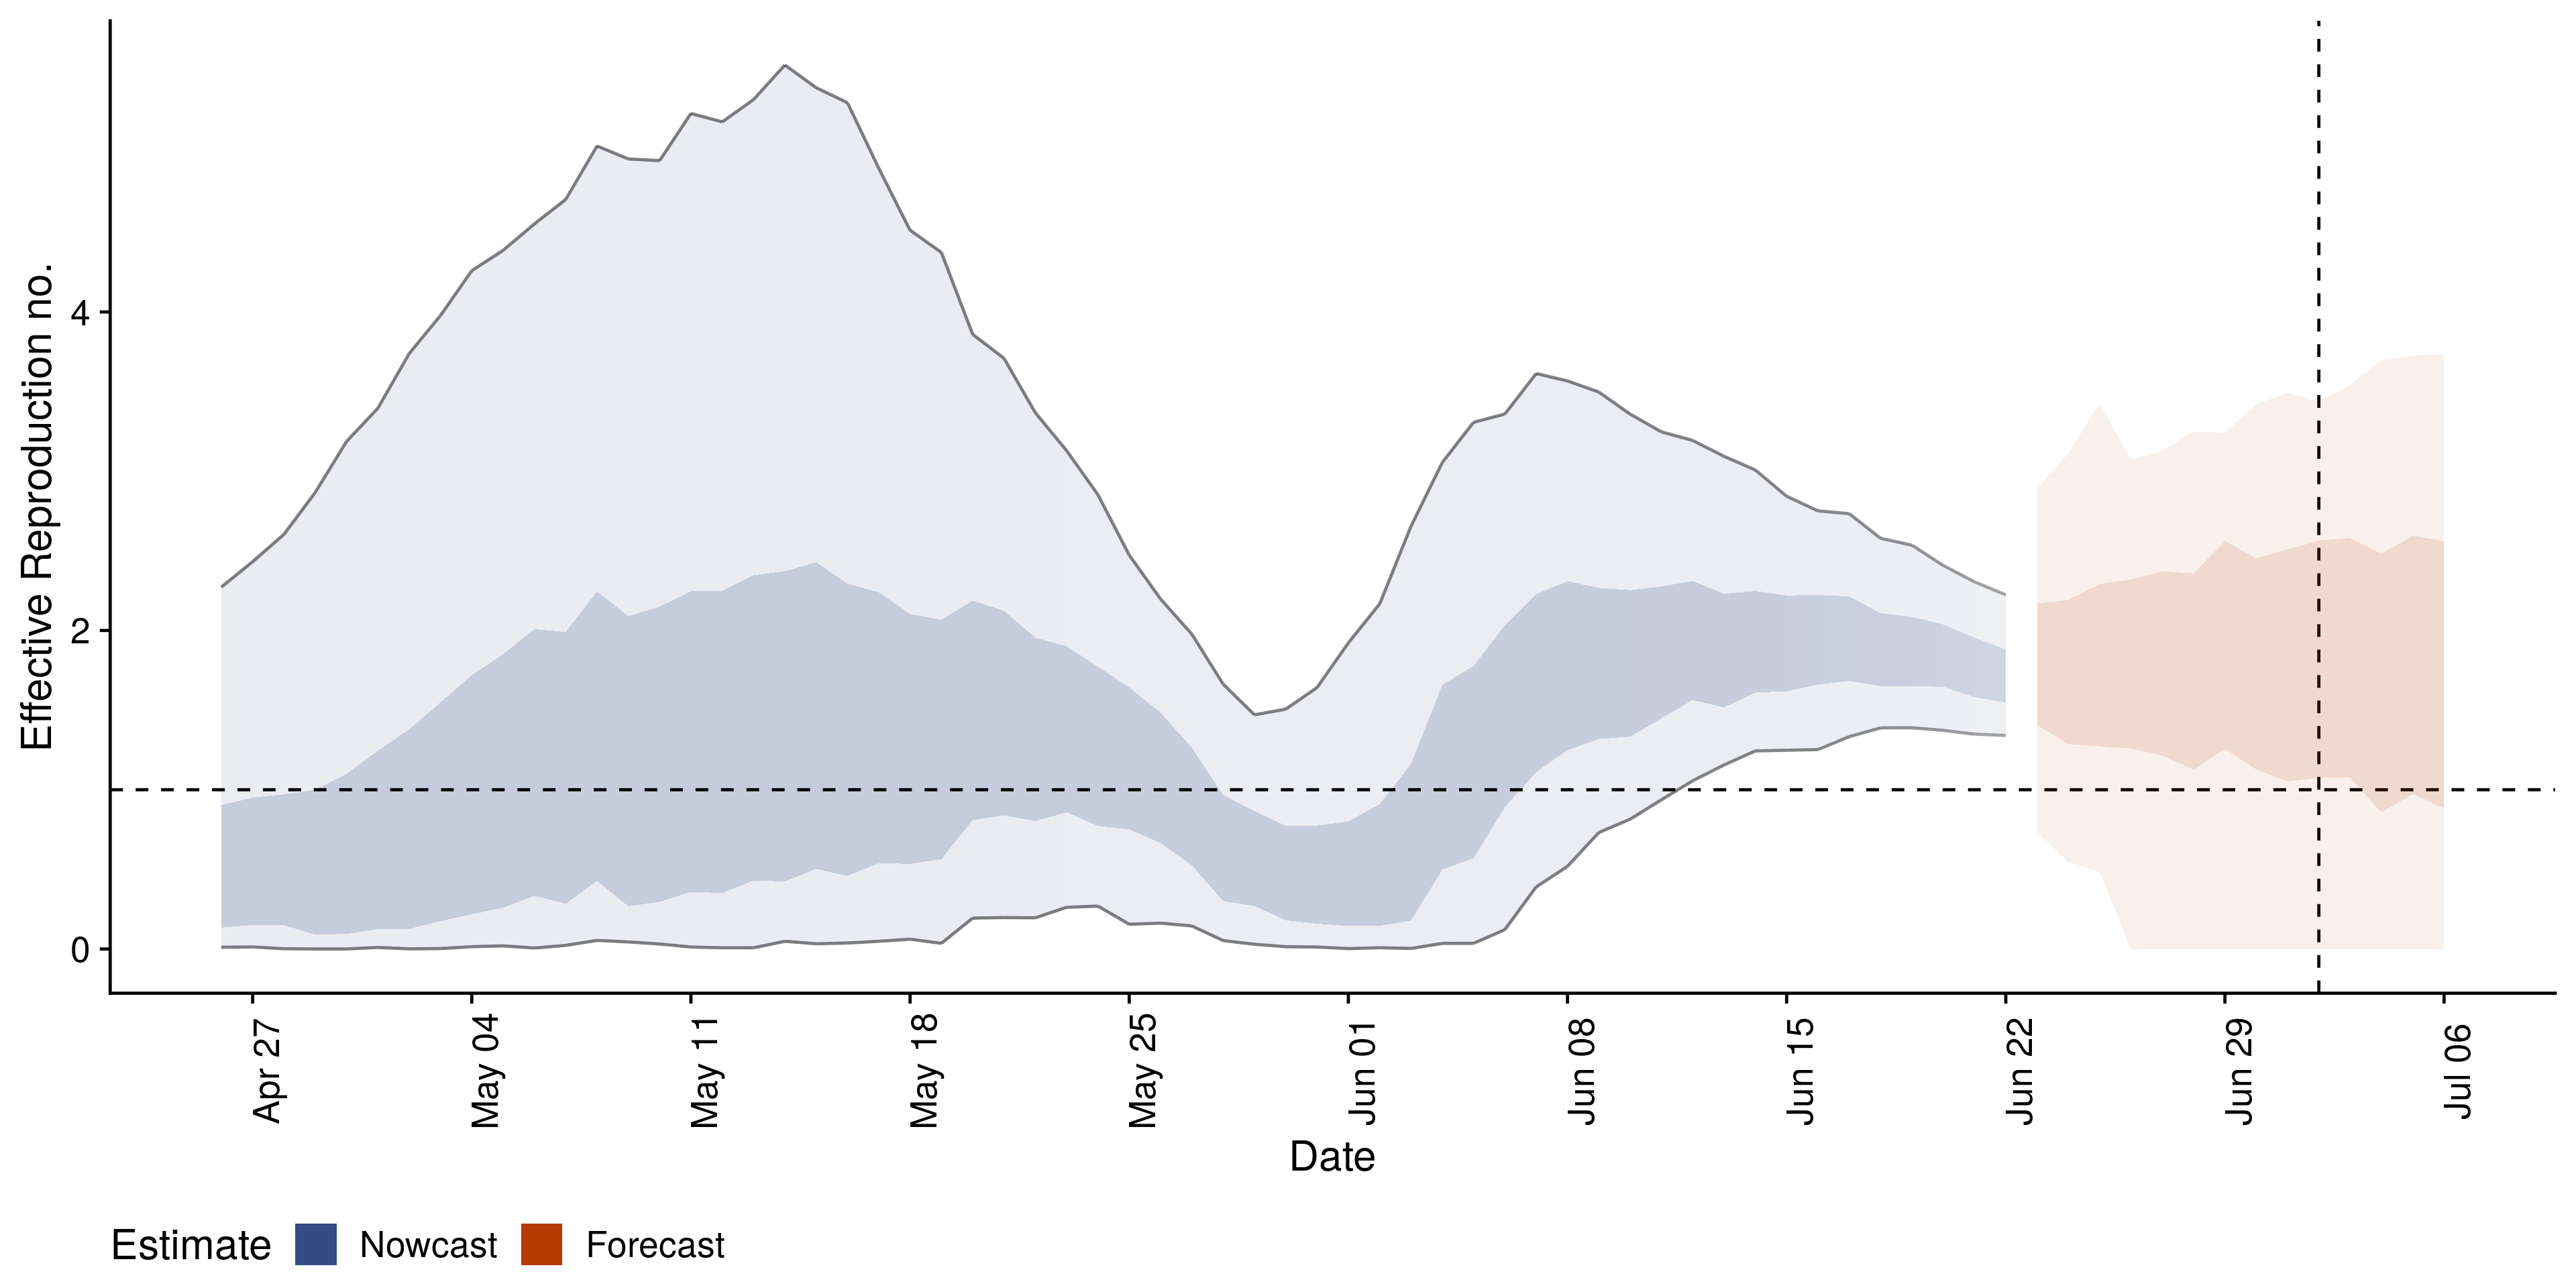 Effective Reproduction no.
4
2
0
Apr 27
May 04
May 11
May 18
May 25
Jun 01
Jun 08
Jun 15
Jun 22
Jun 29
Jul 06
Date
Estimate Nowcast Forecast